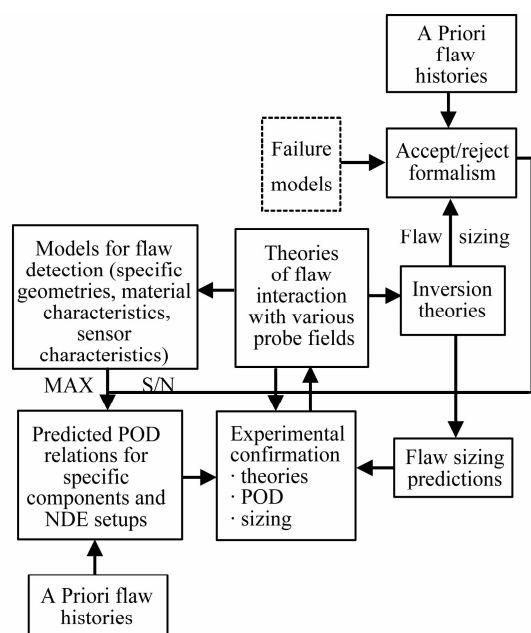 A Priori
flaw
histories
Failure
models
Accept/reject
formalism
Flaw sizing
Models for flaw
detection (specific
geometries, material
characteristics,
sensor
characteristics)
Theories
of flaw
interaction
with various
probe fields
Inversion
theories
MAX S/N
Predicted POD
relations for
specific
components and
NDE setups
Experimental
confirmation
· theories
· POD
· sizing
Flaw sizing
predictions
A Priori flaw
histories